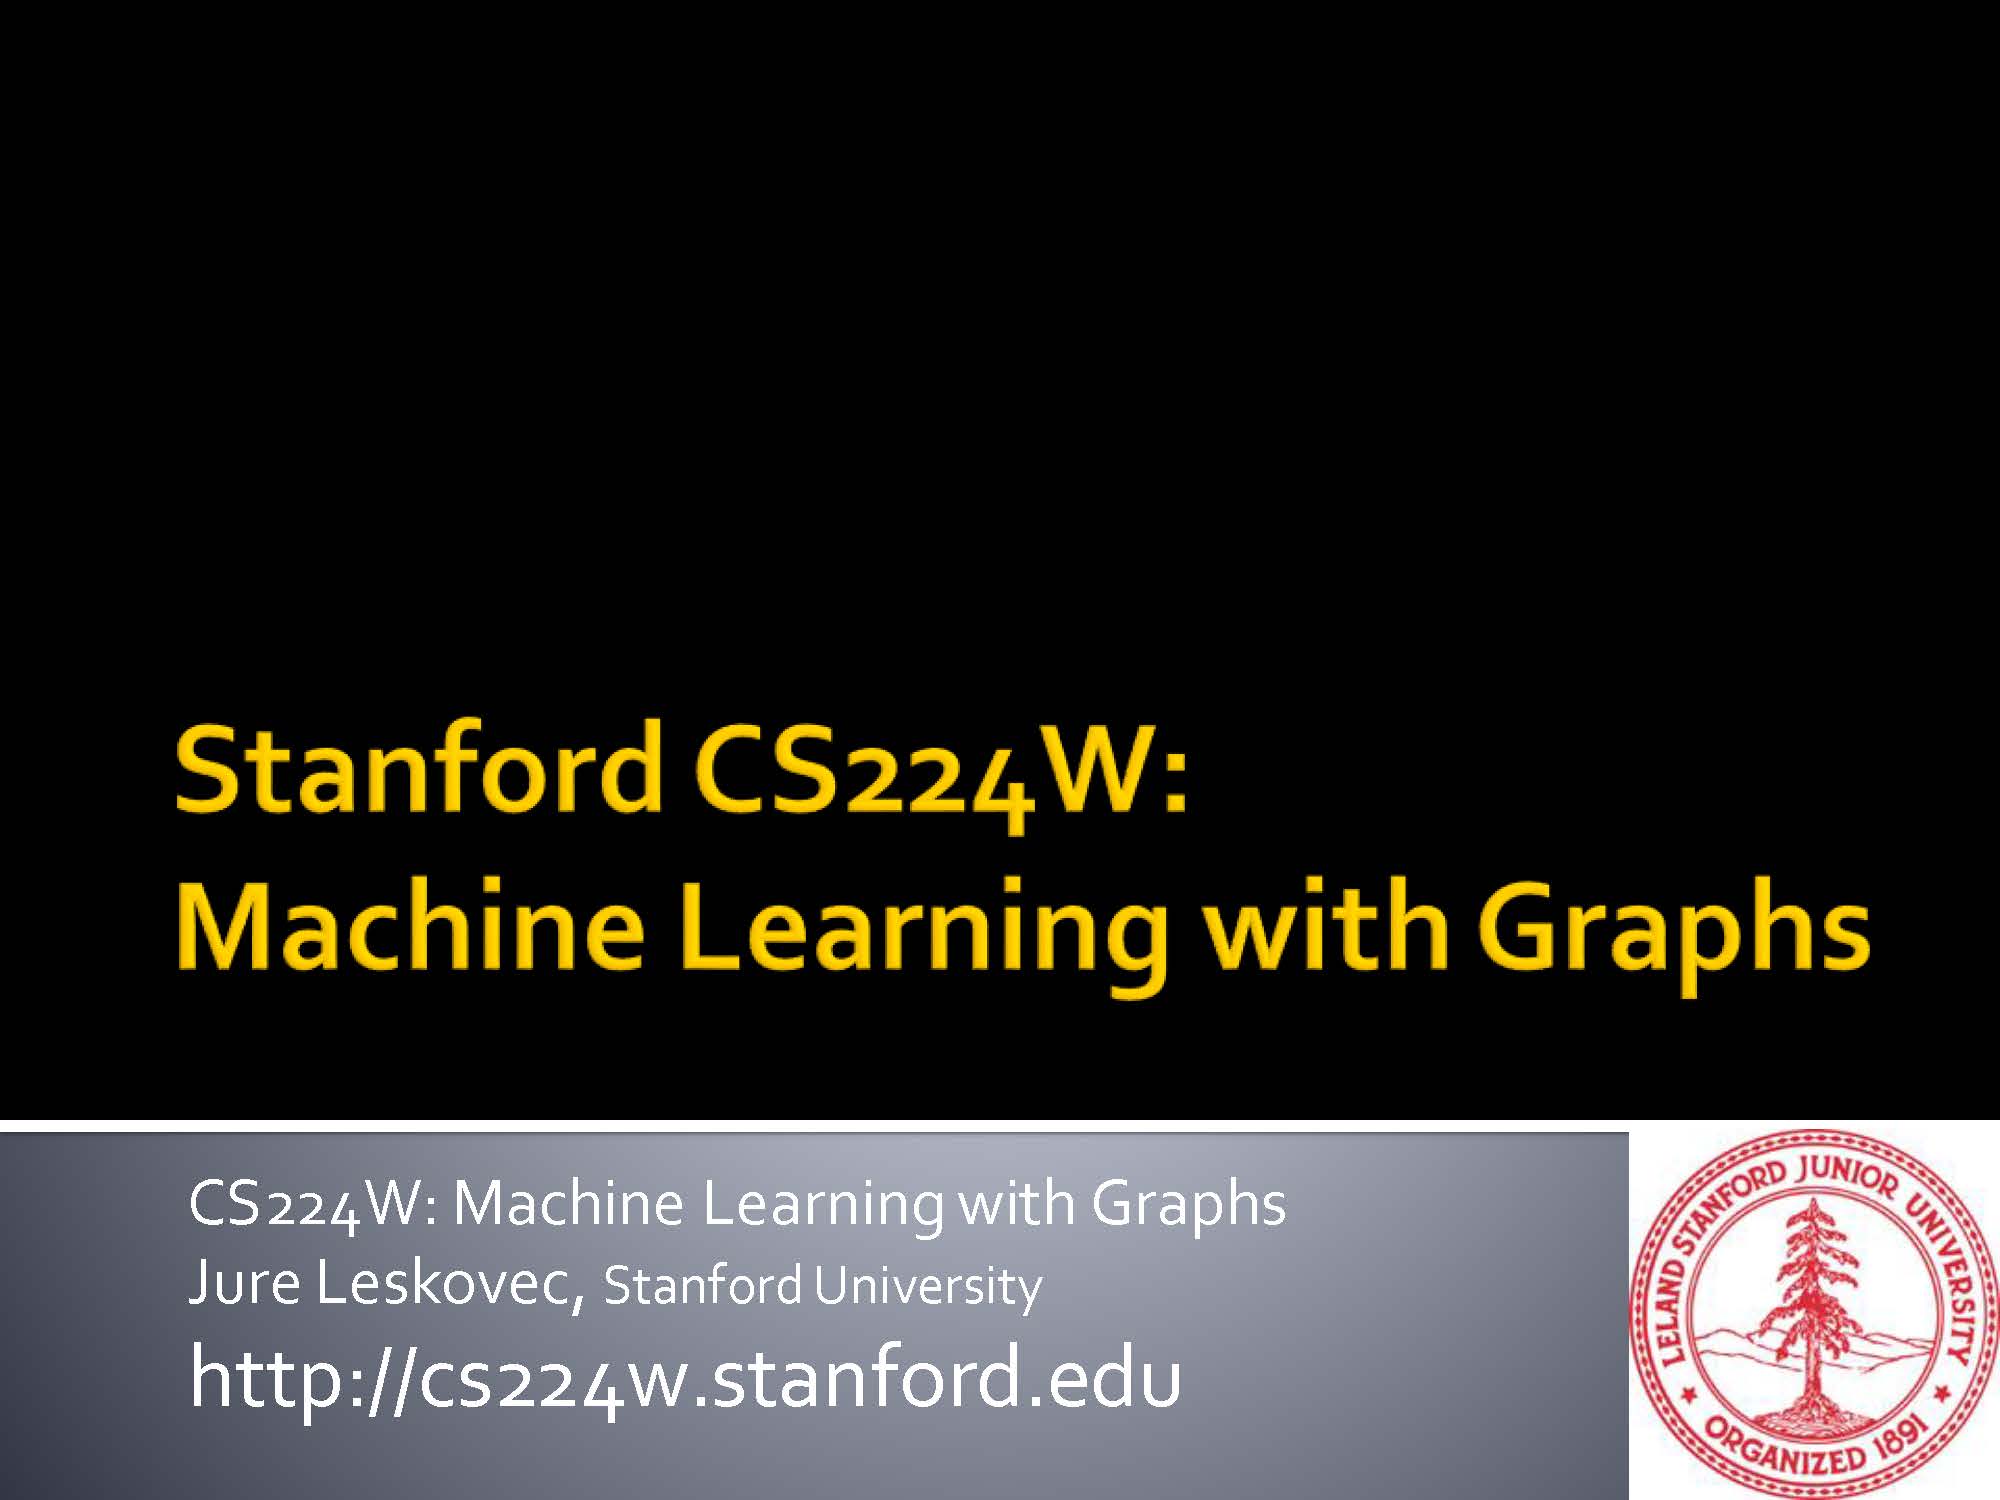 Stanford CS224W:
Machine Learning with Graphs
CS224W: Machine Learning with Graphs
Jure Leskovec, Stanford University
http://cs224w.stanford.edu
LELAND STANFORD JUNIOR UNIVERSITY
ORGANIZED 1891